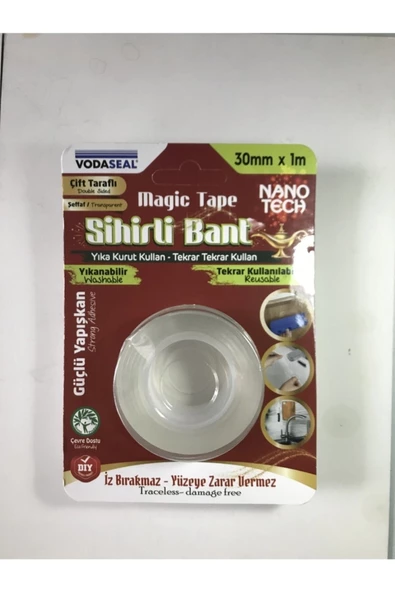 VODASEAL®
30mm x 1m
Çift Taraflı
Double Sided
Şeffaf / Transparent
Magic Tape
NANO
TECH
Sihirli Bant
Yıka Kurut Kullan - Tekrar Tekrar Kullan
Yıkanabilir
Washable
Tekrar Kullanılabi
Reusable
Güçlü Yapışkan
Strong Adhesive
Çevre Dostu
DIY
İz Bırakmaz - Yüzeye Zarar Vermez
Traceless- damage free